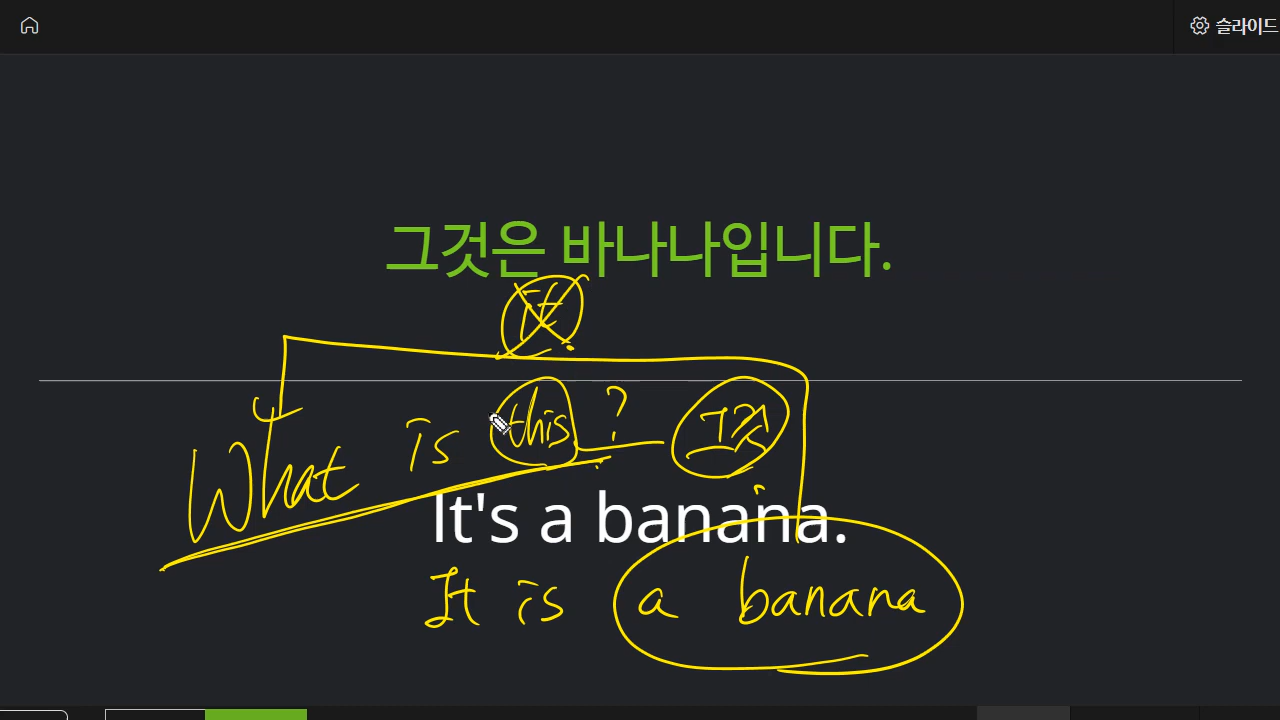 슬라이드
그것은 바나나입니다.
it
What is this? 그것
It's a banana.
It is a banana